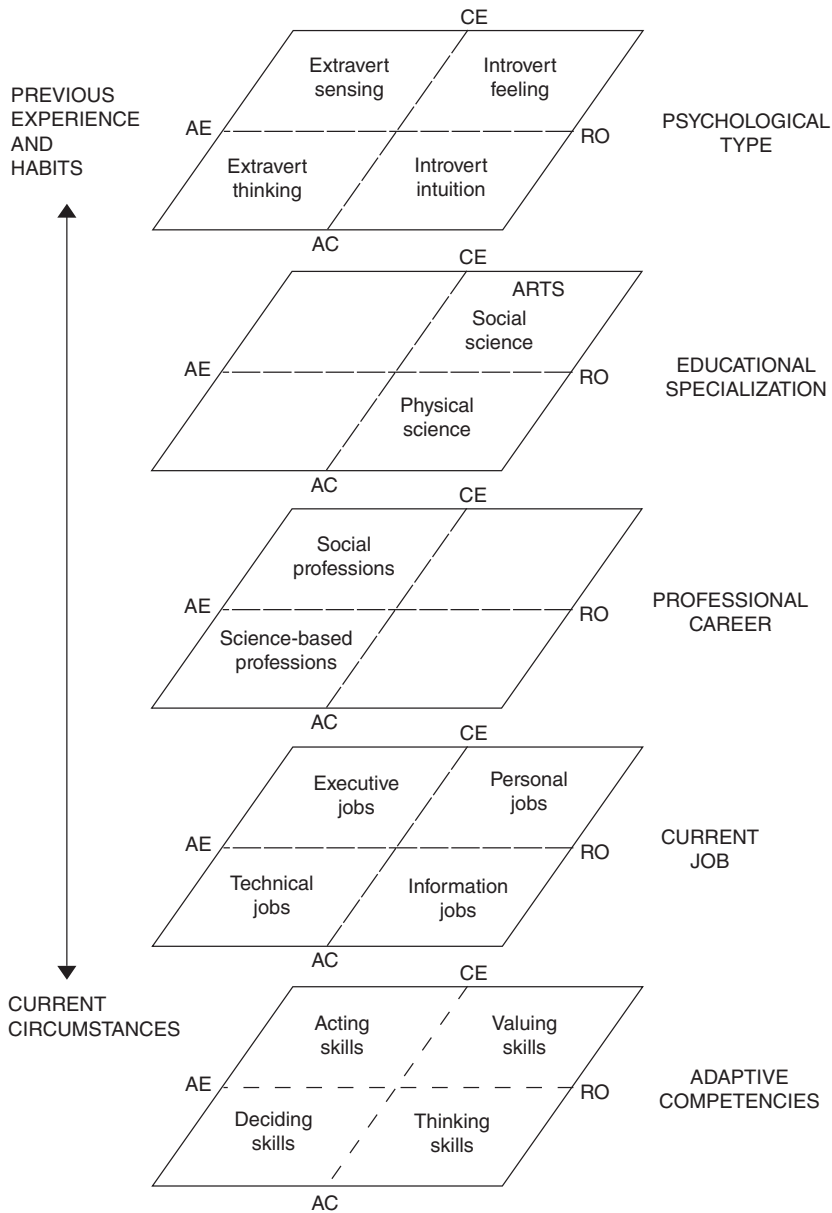 PREVIOUS
EXPERIENCE
AND
HABITS
CE
Extravert
sensing
Introvert
feeling
AE
RO
Extravert
thinking
Introvert
intuition
AC
PSYCHOLOGICAL
TYPE
CE
ARTS
Social
science
AE
RO
Physical
science
AC
EDUCATIONAL
SPECIALIZATION
CE
Social
professions
AE
RO
Science-based
professions
AC
PROFESSIONAL
CAREER
CE
Executive
jobs
Personal
jobs
AE
RO
Technical
jobs
Information
jobs
AC
CURRENT
JOB
CURRENT
CIRCUMSTANCES
CE
Acting
skills
Valuing
skills
AE
RO
Deciding
skills
Thinking
skills
AC
ADAPTIVE
COMPETENCIES